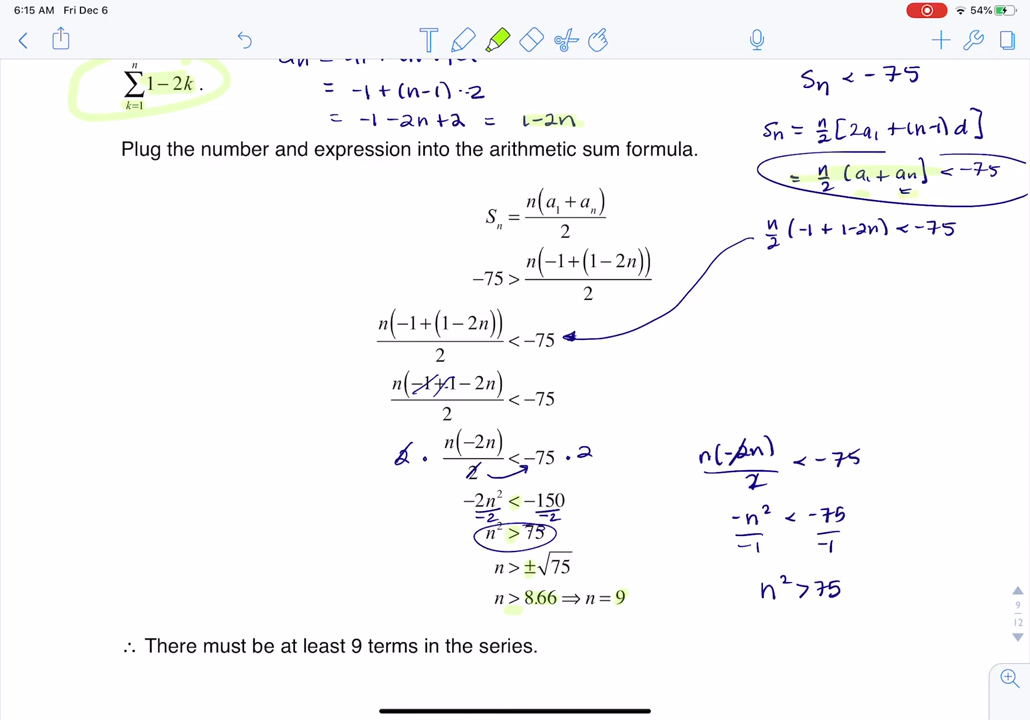 6:15 AM Fri Dec 6
54%
n
∑ 1 − 2k .
k=1
= -1 + (n-1) · -2
= -1 - 2n + 2 = 1-2n
Sn < -75
Sn = n/2 [2a₁ + (n-1) d]
= n/2 (a₁ + an] < -75
n/2 (-1 + 1-2n) < -75
Plug the number and expression into the arithmetic sum formula.
Sₙ = n(a₁ + aₙ) / 2
−75 > n(−1 + (1 − 2n)) / 2
n(−1 + (1 − 2n)) / 2 < −75
n(−1 + 1 − 2n) / 2 < −75
2 · n(−2n) / 2 < −75 · 2
−2n² < −150
-2 -2
n² > 75
n > ±√75
n > 8.66 ⇒ n = 9
n(-2n) / 2 < -75
-n² < -75
-1 -1
n² > 75
∴ There must be at least 9 terms in the series.
9
12